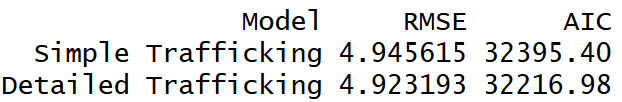 Model RMSE AIC
Simple Trafficking 4.945615 32395.40
Detailed Trafficking 4.923193 32216.98